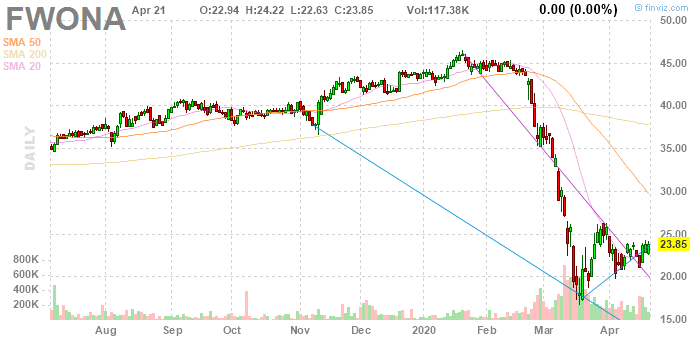 © finviz.com
FWONA Apr 21 O:22.94 H:24.22 L:22.63 C:23.85 Vol:117.38K 0.00 (0.00%)
SMA 50
SMA 200
SMA 20
DAILY
50.00
45.00
40.00
35.00
30.00
25.00
23.85
20.00
15.00
800K
600K
400K
200K
Aug Sep Oct Nov Dec 2020 Feb Mar Apr